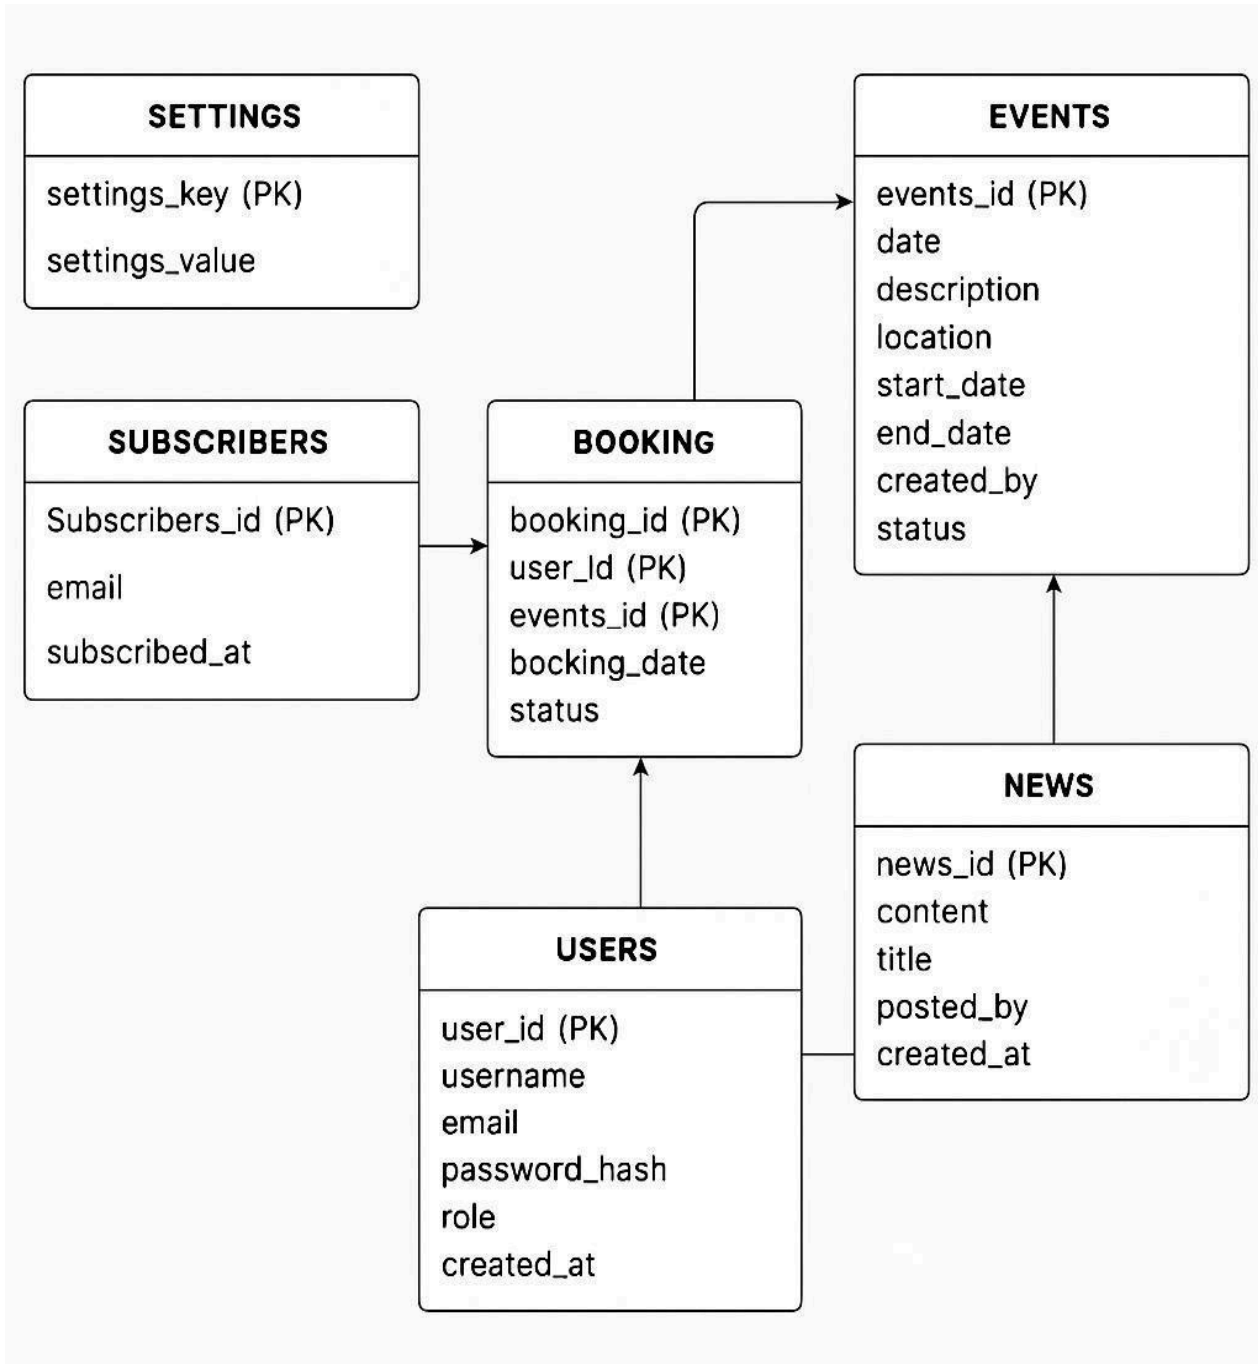 SETTINGS
settings_key (PK)
settings_value
EVENTS
events_id (PK)
date
description
location
start_date
end_date
created_by
status
SUBSCRIBERS
Subscribers_id (PK)
email
subscribed_at
BOOKING
booking_id (PK)
user_Id (PK)
events_id (PK)
bocking_date
status
NEWS
news_id (PK)
content
title
posted_by
created_at
USERS
user_id (PK)
username
email
password_hash
role
created_at